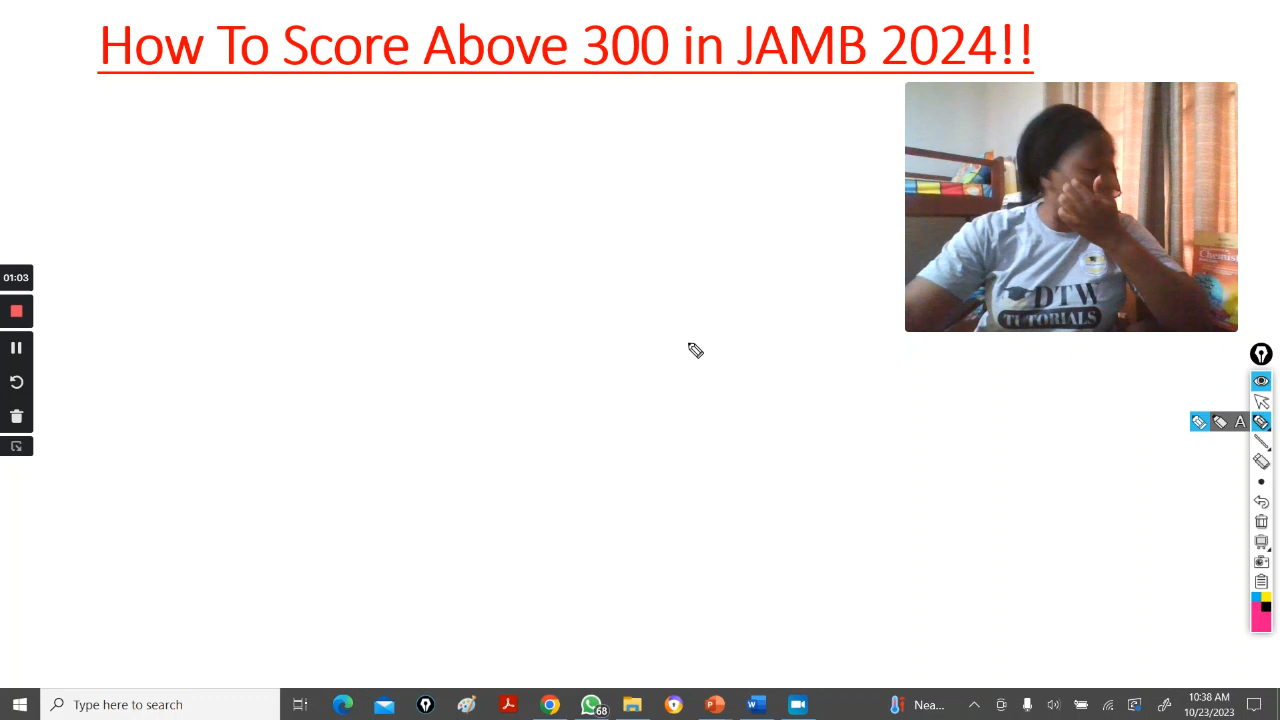 How To Score Above 300 in JAMB 2024!!
Chemis
DTW
TUTORIALS
01:03
A
Type here to search
68
Nea...
10:38 AM
10/23/2023